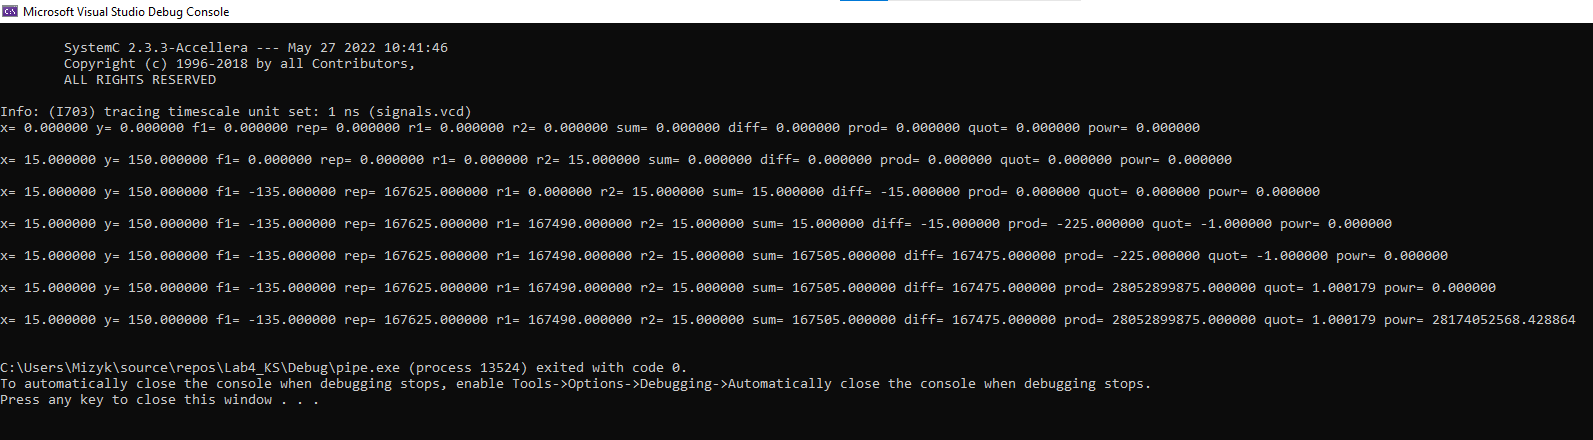 Microsoft Visual Studio Debug Console
SystemC 2.3.3-Accellera --- May 27 2022 10:41:46
Copyright (c) 1996-2018 by all Contributors,
ALL RIGHTS RESERVED
Info: (I703) tracing timescale unit set: 1 ns (signals.vcd)
x= 0.000000 y= 0.000000 f1= 0.000000 rep= 0.000000 r1= 0.000000 r2= 0.000000 sum= 0.000000 diff= 0.000000 prod= 0.000000 quot= 0.000000 powr= 0.000000
x= 15.000000 y= 150.000000 f1= 0.000000 rep= 0.000000 r1= 0.000000 r2= 15.000000 sum= 0.000000 diff= 0.000000 prod= 0.000000 quot= 0.000000 powr= 0.000000
x= 15.000000 y= 150.000000 f1= -135.000000 rep= 167625.000000 r1= 0.000000 r2= 15.000000 sum= 15.000000 diff= -15.000000 prod= 0.000000 quot= 0.000000 powr= 0.000000
x= 15.000000 y= 150.000000 f1= -135.000000 rep= 167625.000000 r1= 167490.000000 r2= 15.000000 sum= 15.000000 diff= -15.000000 prod= -225.000000 quot= -1.000000 powr= 0.000000
x= 15.000000 y= 150.000000 f1= -135.000000 rep= 167625.000000 r1= 167490.000000 r2= 15.000000 sum= 167505.000000 diff= 167475.000000 prod= -225.000000 quot= -1.000000 powr= 0.000000
x= 15.000000 y= 150.000000 f1= -135.000000 rep= 167625.000000 r1= 167490.000000 r2= 15.000000 sum= 167505.000000 diff= 167475.000000 prod= 28052899875.000000 quot= 1.000179 powr= 0.000000
x= 15.000000 y= 150.000000 f1= -135.000000 rep= 167625.000000 r1= 167490.000000 r2= 15.000000 sum= 167505.000000 diff= 167475.000000 prod= 28052899875.000000 quot= 1.000179 powr= 28174052568.428864
C:\Users\Mizyk\source\repos\Lab4_KS\Debug\pipe.exe (process 13524) exited with code 0.
To automatically close the console when debugging stops, enable Tools->Options->Debugging->Automatically close the console when debugging stops.
Press any key to close this window . . .